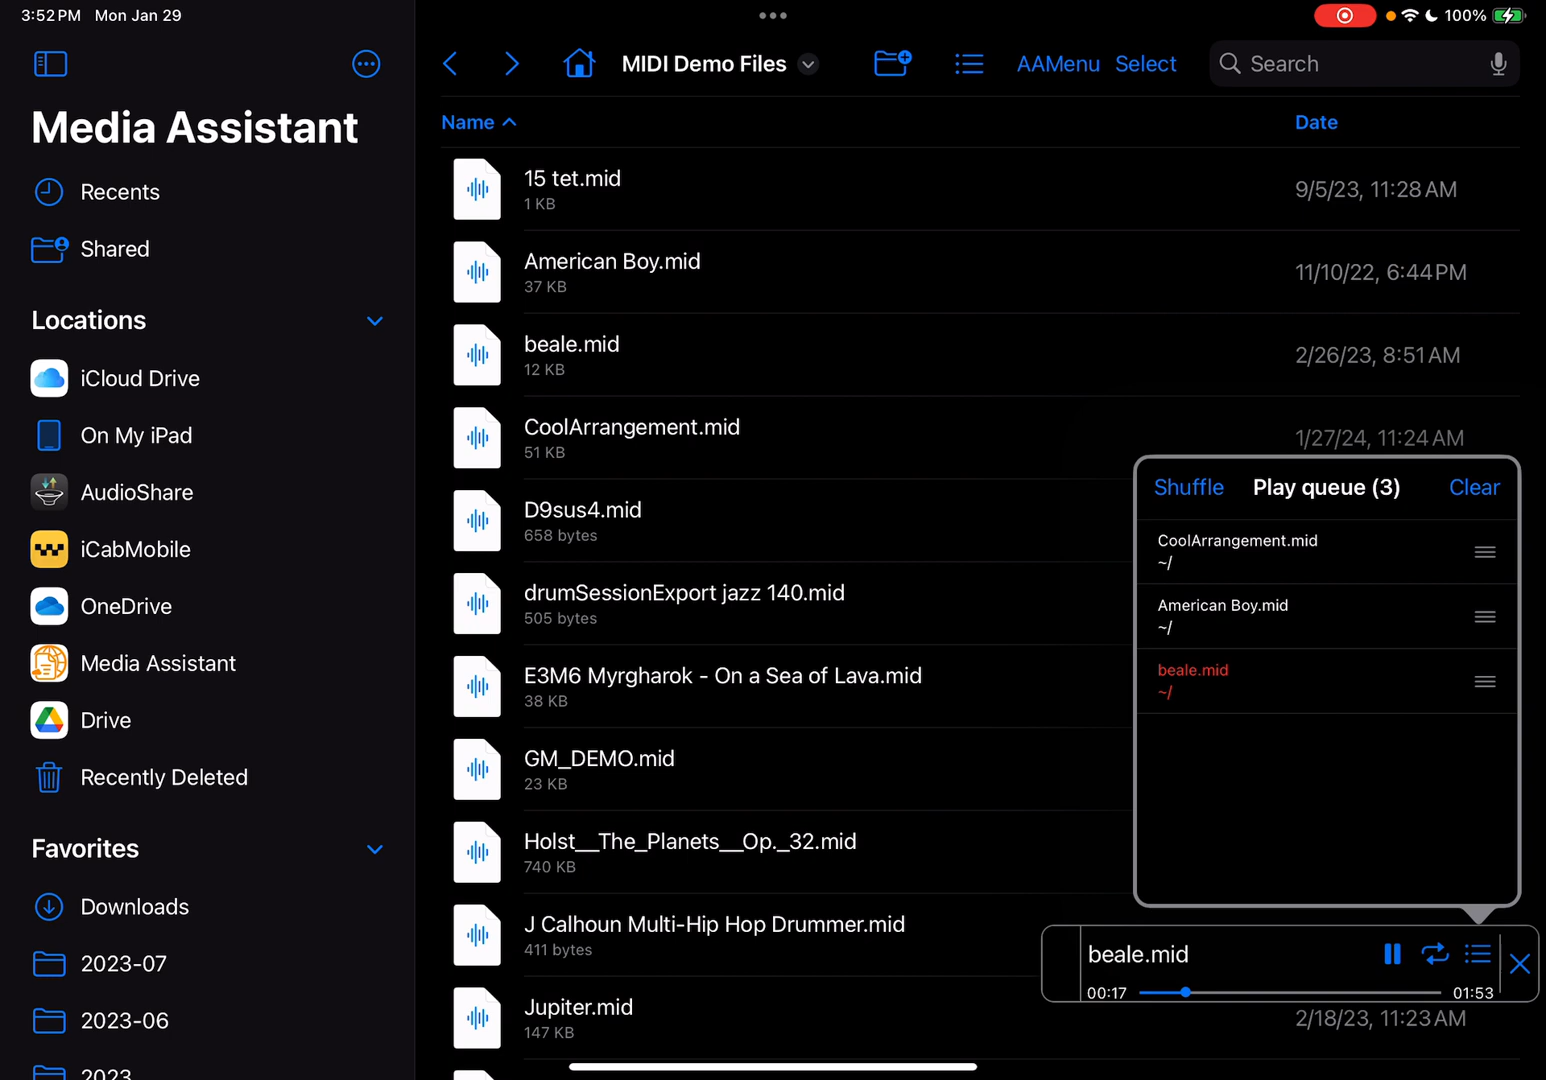 3:52 PM Mon Jan 29
100%
Media Assistant
Recents
Shared
Locations
iCloud Drive
On My iPad
AudioShare
iCabMobile
OneDrive
Media Assistant
Drive
Recently Deleted
Favorites
Downloads
2023-07
2023-06
2023
MIDI Demo Files
AAMenu Select
Search
Name Date
15 tet.mid
1 KB
9/5/23, 11:28 AM
American Boy.mid
37 KB
11/10/22, 6:44 PM
beale.mid
12 KB
2/26/23, 8:51 AM
CoolArrangement.mid
51 KB
1/27/24, 11:24 AM
D9sus4.mid
658 bytes
drumSessionExport jazz 140.mid
505 bytes
E3M6 Myrgharok - On a Sea of Lava.mid
38 KB
GM_DEMO.mid
23 KB
Holst__The_Planets__Op._32.mid
740 KB
J Calhoun Multi-Hip Hop Drummer.mid
411 bytes
Jupiter.mid
147 KB
2/18/23, 11:23 AM
Shuffle Play queue (3) Clear
CoolArrangement.mid
~/
American Boy.mid
~/
beale.mid
~/
beale.mid
00:17 01:53